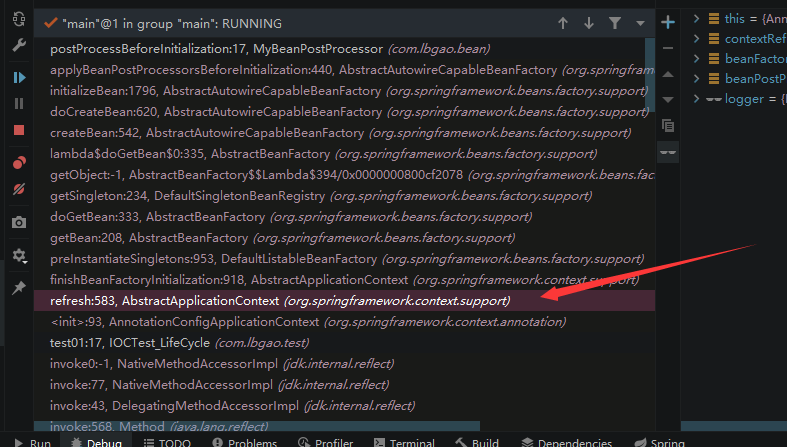 "main"@1 in group "main": RUNNING
postProcessBeforeInitialization:17, MyBeanPostProcessor (com.lbgao.bean)
applyBeanPostProcessorsBeforeInitialization:440, AbstractAutowireCapableBeanFactory (org.springframework
initializeBean:1796, AbstractAutowireCapableBeanFactory (org.springframework.beans.factory.support)
doCreateBean:620, AbstractAutowireCapableBeanFactory (org.springframework.beans.factory.support)
createBean:542, AbstractAutowireCapableBeanFactory (org.springframework.beans.factory.support)
lambda$doGetBean$0:335, AbstractBeanFactory (org.springframework.beans.factory.support)
getObject:-1, AbstractBeanFactory$$Lambda$394/0x0000000800cf2078 (org.springframework.beans.fac
getSingleton:234, DefaultSingletonBeanRegistry (org.springframework.beans.factory.support)
doGetBean:333, AbstractBeanFactory (org.springframework.beans.factory.support)
getBean:208, AbstractBeanFactory (org.springframework.beans.factory.support)
preInstantiateSingletons:953, DefaultListableBeanFactory (org.springframework.beans.factory.support)
finishBeanFactoryInitialization:918, AbstractApplicationContext (org.springframework.context.support)
refresh:583, AbstractApplicationContext (org.springframework.context.support)
<init>:93, AnnotationConfigApplicationContext (org.springframework.context.annotation)
test01:17, IOCTest_LifeCycle (com.lbgao.test)
invoke0:-1, NativeMethodAccessorImpl (jdk.internal.reflect)
invoke:77, NativeMethodAccessorImpl (jdk.internal.reflect)
invoke:43, DelegatingMethodAccessorImpl (jdk.internal.reflect)
invoke:568, Method (java.lang.reflect)
this = {Ann
contextRef
beanFactor
beanPostP
logger = {
Run Debug TODO Problems Profiler Terminal Build Dependencies Spring